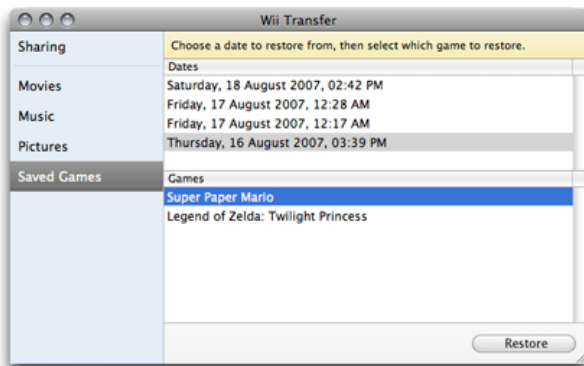 Wii Transfer
Sharing
Movies
Music
Pictures
Saved Games
Choose a date to restore from, then select which game to restore.
Dates
Saturday, 18 August 2007, 02:42 PM
Friday, 17 August 2007, 12:28 AM
Friday, 17 August 2007, 12:17 AM
Thursday, 16 August 2007, 03:39 PM
Games
Super Paper Mario
Legend of Zelda: Twilight Princess
Restore